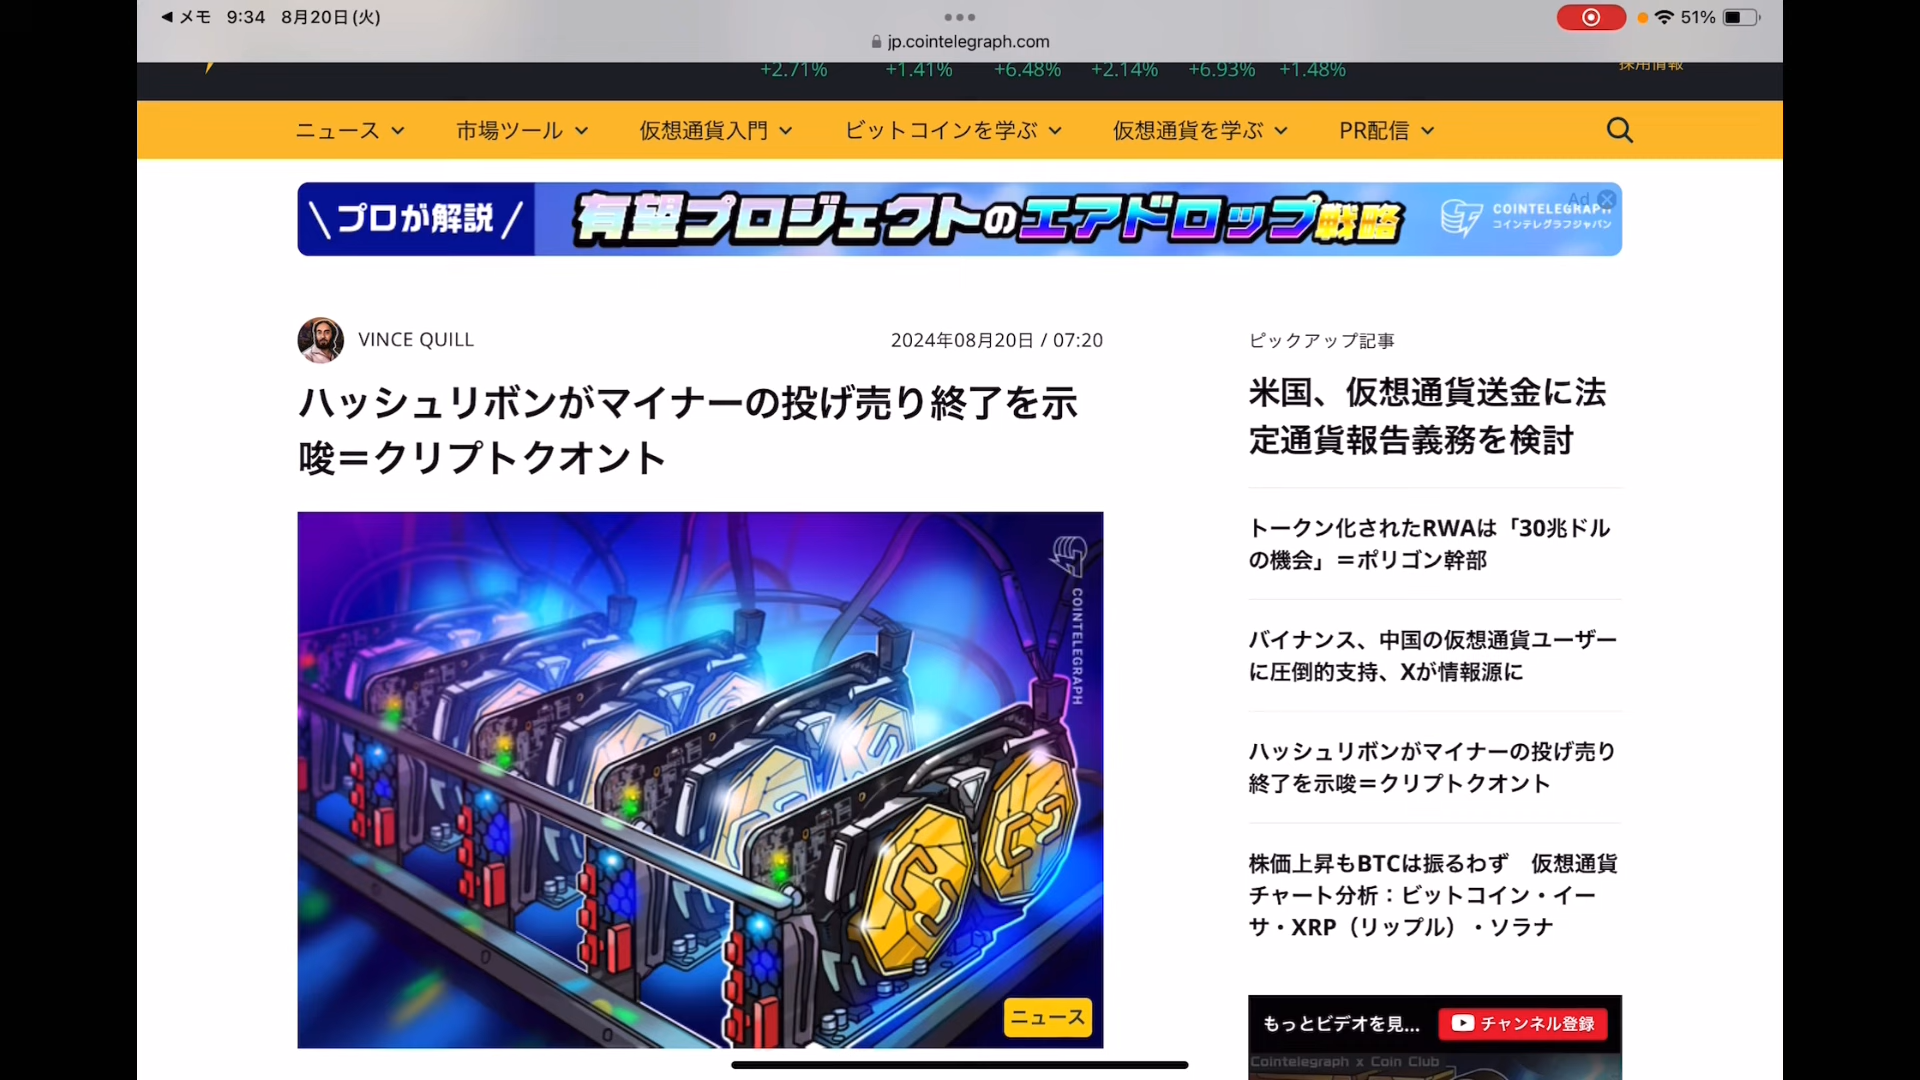 メモ 9:34 8月20日(火)
51%
jp.cointelegraph.com
+2.71% +1.41% +6.48% +2.14% +6.93% +1.48%
採用情報
ニュース 市場ツール 仮想通貨入門 ビットコインを学ぶ 仮想通貨を学ぶ PR配信
\プロが解説/ 有望プロジェクトのエアドロップ戦略
Ad
COINTELEGRAPH
コインテレグラフジャパン
VINCE QUILL
2024年08月20日 / 07:20
ハッシュリボンがマイナーの投げ売り終了を示
唆＝クリプトクオント
COINTELEGRAPH
ニュース
ピックアップ記事
米国、仮想通貨送金に法
定通貨報告義務を検討
トークン化されたRWAは「30兆ドル
の機会」＝ポリゴン幹部
バイナンス、中国の仮想通貨ユーザー
に圧倒的支持、Xが情報源に
ハッシュリボンがマイナーの投げ売り
終了を示唆＝クリプトクオント
株価上昇もBTCは振るわず　仮想通貨
チャート分析：ビットコイン・イー
サ・XRP（リップル）・ソラナ
もっとビデオを見...
チャンネル登録
Cointelegraph x Coin Club